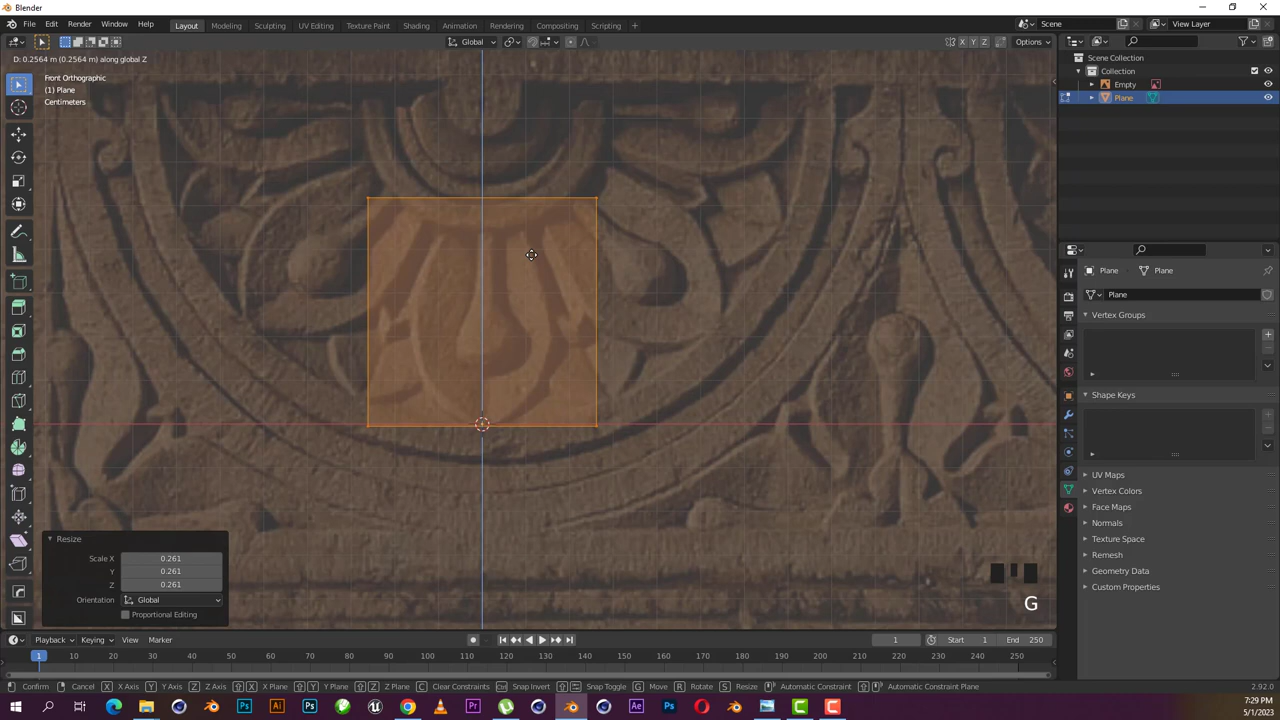 Blender
File Edit Render Window Help
Layout Modeling Sculpting UV Editing Texture Paint Shading Animation Rendering Compositing Scripting +
Scene
View Layer
Global
X Y Z
Options
D: 0.2564 m (0.2564 m) along global Z
Front Orthographic
(1) Plane
Centimeters
Scene Collection
Collection
Empty
Plane
Plane Plane
Plane
Vertex Groups
Shape Keys
UV Maps
Vertex Colors
Face Maps
Normals
Texture Space
Remesh
Geometry Data
Custom Properties
Resize
Scale X 0.261
Y 0.261
Z 0.261
Orientation Global
Proportional Editing
G
Playback Keying View Marker
1 Start 1 End 250
1 10 20 30 40 50 60 70 80 90 100 110 120 130 140 150 160 170 180 190 200 210 220 230 240 250
Confirm Cancel X X Axis Y Y Axis Z Z Axis X X Plane Y Y Plane Z Z Plane C Clear Constraints Ctrl Snap Invert Snap Toggle G Move R Rotate S Resize Automatic Constraint Automatic Constraint Plane 2.92.0
7:29 PM
5/1/2023